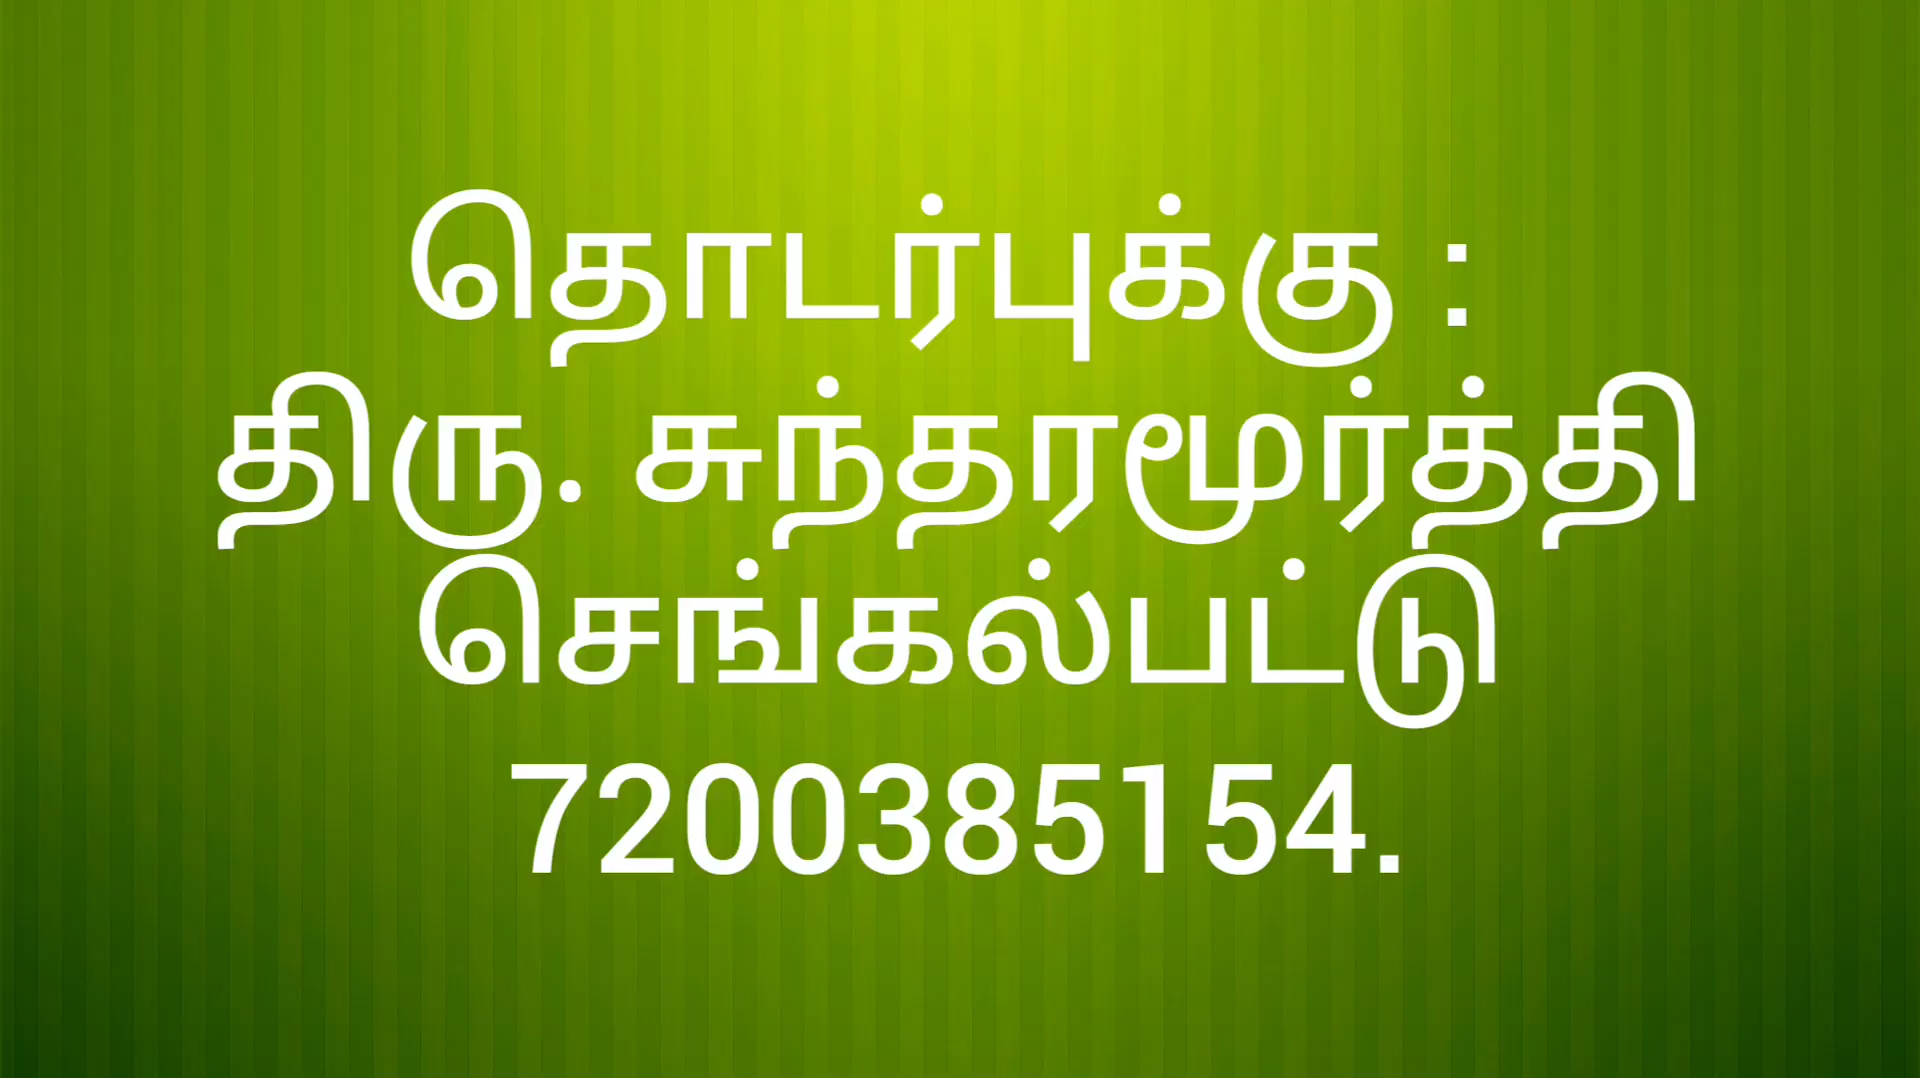 தொடர்புக்கு :
திரு. சுந்தரமூர்த்தி
செங்கல்பட்டு
7200385154.